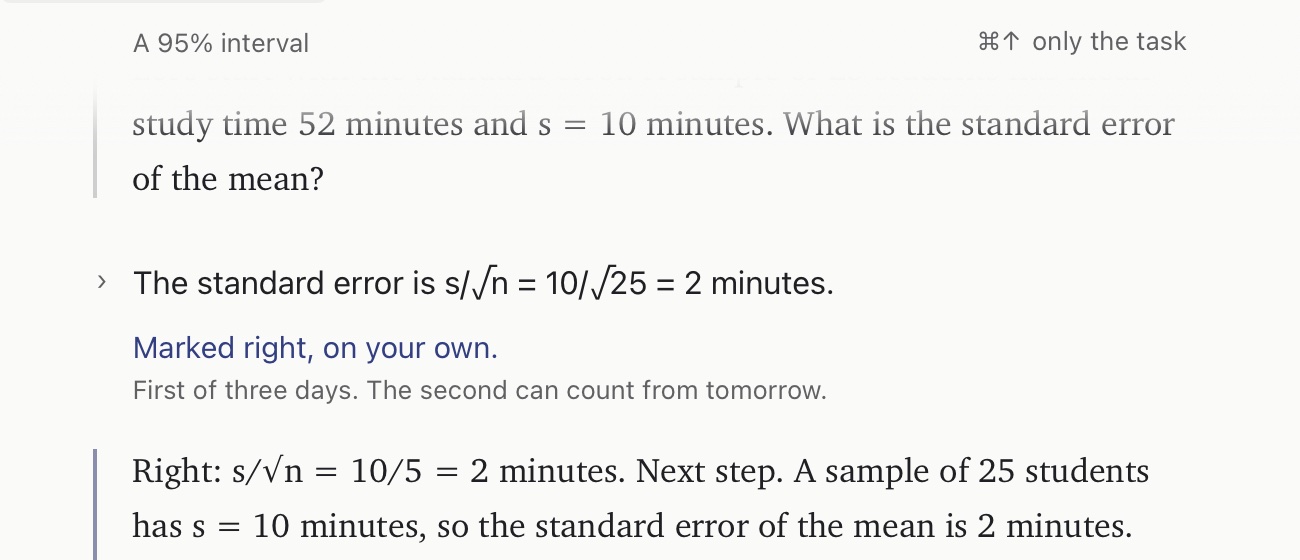 A 95% interval
⌘↑ only the task
study time 52 minutes and s = 10 minutes. What is the standard error
of the mean?
› The standard error is s/√n = 10/√25 = 2 minutes.
Marked right, on your own.
First of three days. The second can count from tomorrow.
Right: s/√n = 10/5 = 2 minutes. Next step. A sample of 25 students
has s = 10 minutes, so the standard error of the mean is 2 minutes.